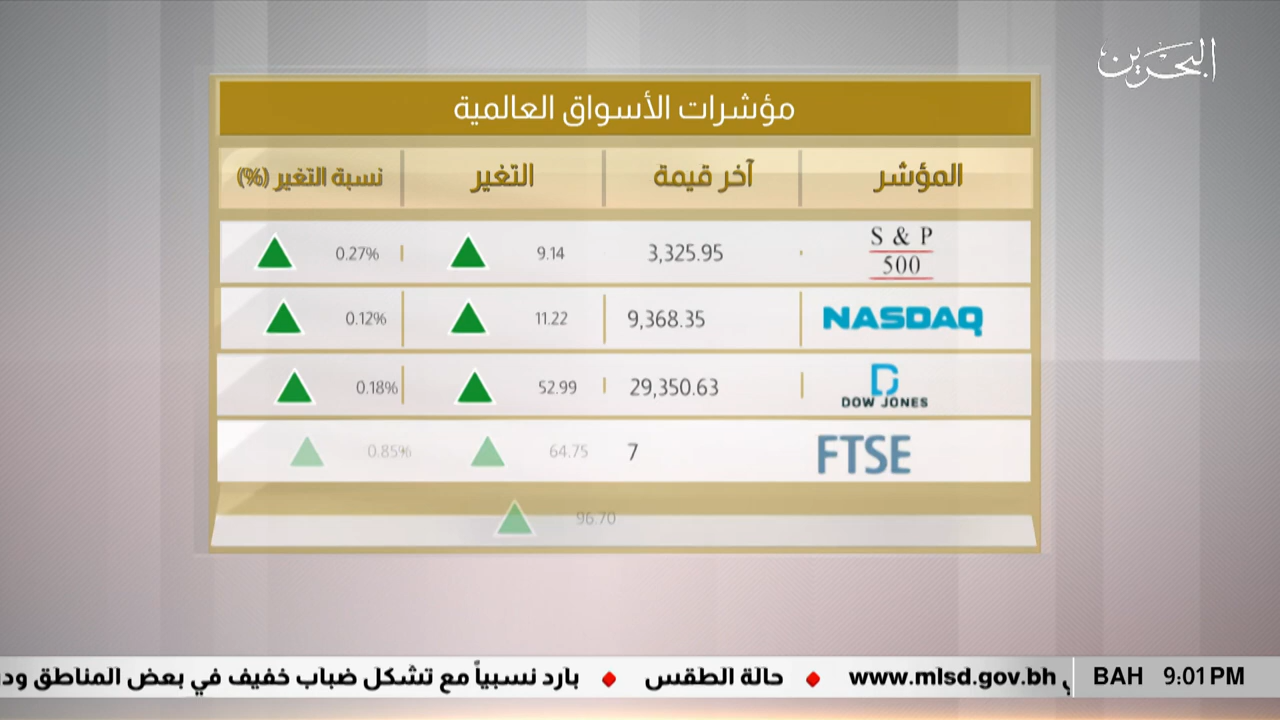 البحرين
مؤشرات الأسواق العالمية
المؤشر آخر قيمة التغير نسبة التغير (%)
S & P 500 3,325.95 9.14 0.27%
NASDAQ 9,368.35 11.22 0.12%
DOW JONES 29,350.63 52.99 0.18%
FTSE 7 64.75 0.85%
96.70
BAH 9:01 PM www.mlsd.gov.bh حالة الطقس بارد نسبياً مع تشكل ضباب خفيف في بعض المناطق